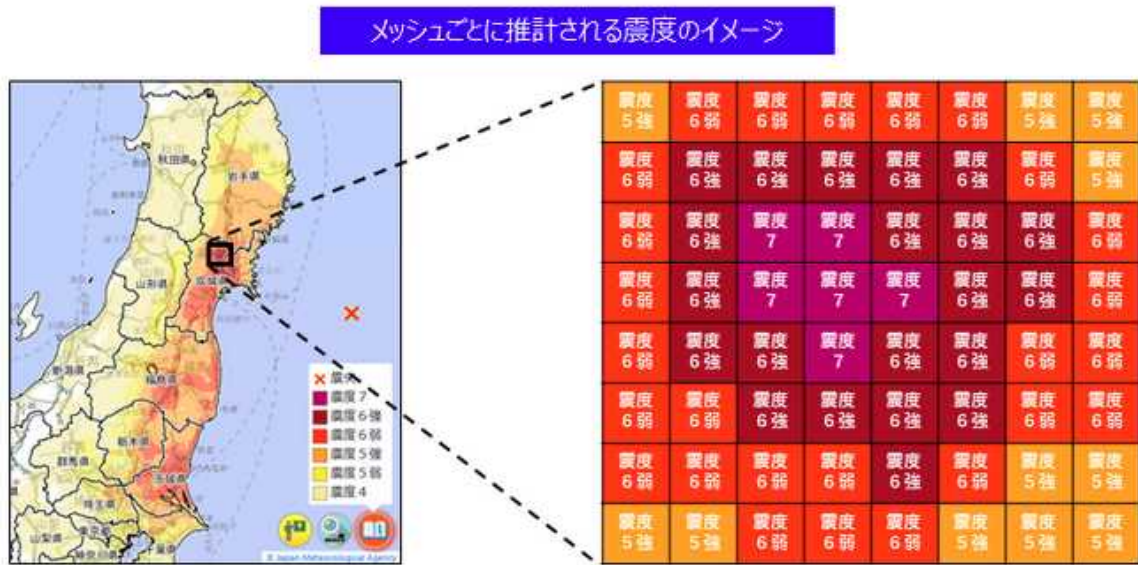 メッシュごとに推計される震度のイメージ
秋田県
岩手県
山形県
宮城県
新潟県
福島県
栃木県
群馬県
茨城県
埼玉県
東京都
山梨県
神奈川県
千葉県
震央
震度7
震度6強
震度6弱
震度5強
震度5弱
震度4
© Japan Meteorological Agency
震度 震度 震度 震度 震度 震度 震度 震度
5強 6弱 6弱 6弱 6弱 6弱 5強 5強
震度 震度 震度 震度 震度 震度 震度 震度
6弱 6強 6強 6強 6強 6強 6弱 5強
震度 震度 震度 震度 震度 震度 震度 震度
6弱 6強 7 7 6強 6強 6強 6弱
震度 震度 震度 震度 震度 震度 震度 震度
6弱 6強 7 7 7 6強 6強 6弱
震度 震度 震度 震度 震度 震度 震度 震度
6弱 6強 6強 7 6強 6強 6弱 6弱
震度 震度 震度 震度 震度 震度 震度 震度
6弱 6弱 6強 6強 6強 6強 6弱 6弱
震度 震度 震度 震度 震度 震度 震度 震度
6弱 6弱 6弱 6弱 6強 6弱 5強 5強
震度 震度 震度 震度 震度 震度 震度 震度
5強 5強 6弱 6弱 6弱 5強 5強 5強